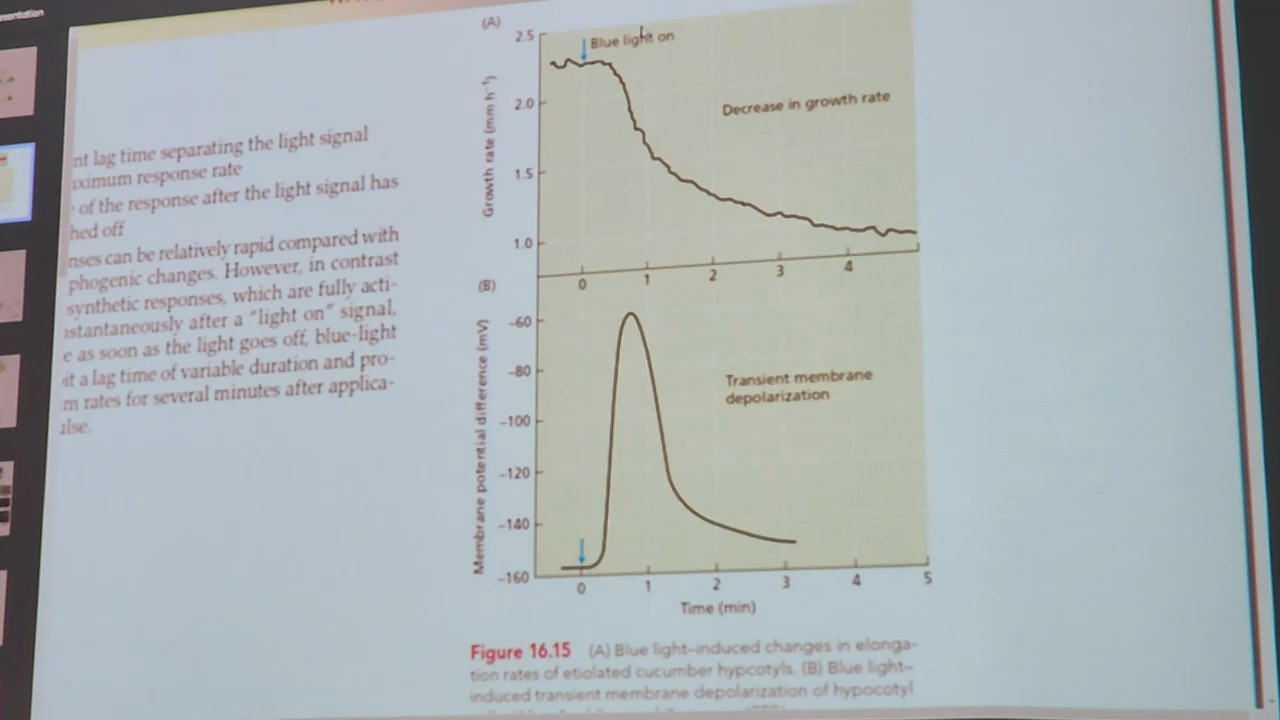 nt lag time separating the light signal
ximum response rate
of the response after the light signal has
hed off
nses can be relatively rapid compared with
phogenic changes. However, in contrast
synthetic responses, which are fully acti-
stantaneously after a “light on” signal,
e as soon as the light goes off, blue-light
it a lag time of variable duration and pro-
m rates for several minutes after applica-
ulse.
(A)
Blue light on
Decrease in growth rate
Growth rate (mm h⁻¹)
2.5
2.0
1.5
1.0
0 1 2 3 4
(B)
Transient membrane
depolarization
Membrane potential difference (mV)
–60
–80
–100
–120
–140
–160
0 1 2 3 4 5
Time (min)
Figure 16.15 (A) Blue light–induced changes in elonga-
tion rates of etiolated cucumber hypcotyls. (B) Blue light–
induced transient membrane depolarization of hypocotyl